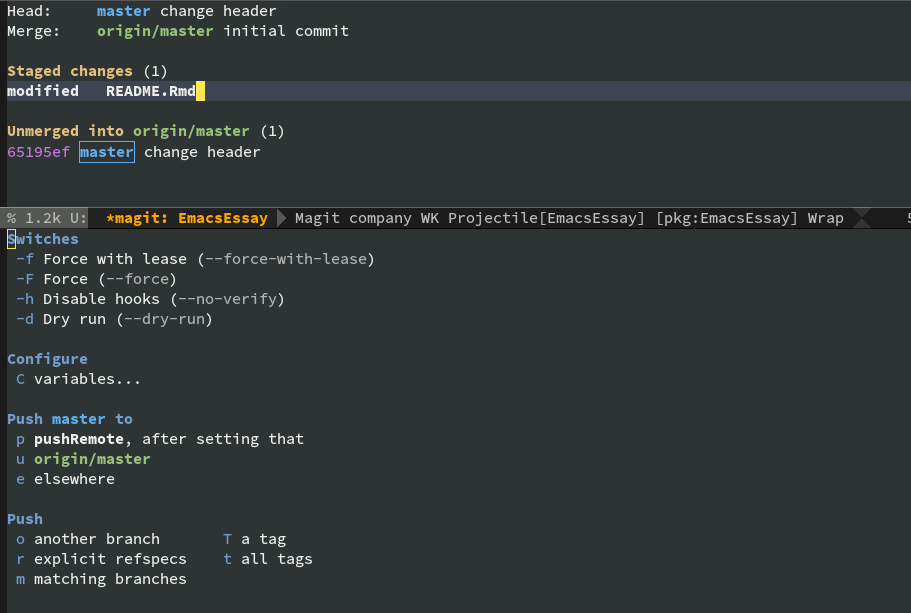 Head: master change header
Merge: origin/master initial commit
Staged changes (1)
modified README.Rmd
Unmerged into origin/master (1)
65195ef master change header
% 1.2k U: *magit: EmacsEssay Magit company WK Projectile[EmacsEssay] [pkg:EmacsEssay] Wrap
Switches
-f Force with lease (--force-with-lease)
-F Force (--force)
-h Disable hooks (--no-verify)
-d Dry run (--dry-run)
Configure
C variables...
Push master to
p pushRemote, after setting that
u origin/master
e elsewhere
Push
o another branch T a tag
r explicit refspecs t all tags
m matching branches